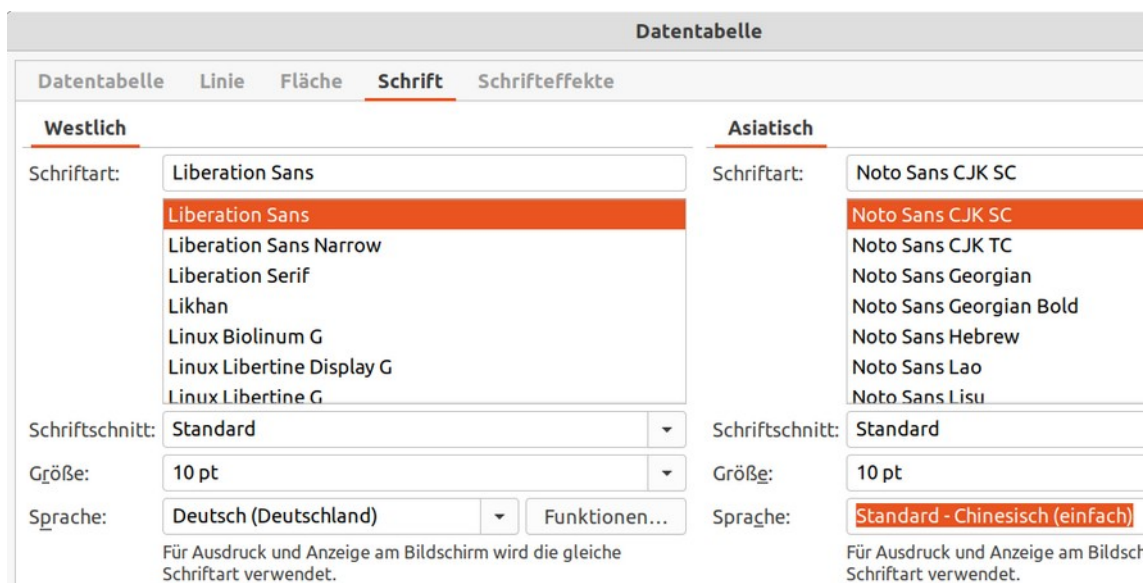 Datentabelle
Datentabelle Linie Fläche Schrift Schrifteffekte
Westlich
Schriftart: Liberation Sans
Liberation Sans
Liberation Sans Narrow
Liberation Serif
Likhan
Linux Biolinum G
Linux Libertine Display G
Linux Libertine G
Schriftschnitt: Standard
Größe: 10 pt
Sprache: Deutsch (Deutschland) Funktionen...
Für Ausdruck und Anzeige am Bildschirm wird die gleiche
Schriftart verwendet.
Asiatisch
Schriftart: Noto Sans CJK SC
Noto Sans CJK SC
Noto Sans CJK TC
Noto Sans Georgian
Noto Sans Georgian Bold
Noto Sans Hebrew
Noto Sans Lao
Noto Sans Lisu
Schriftschnitt: Standard
Größe: 10 pt
Sprache: Standard - Chinesisch (einfach)
Für Ausdruck und Anzeige am
Schriftart verwendet.